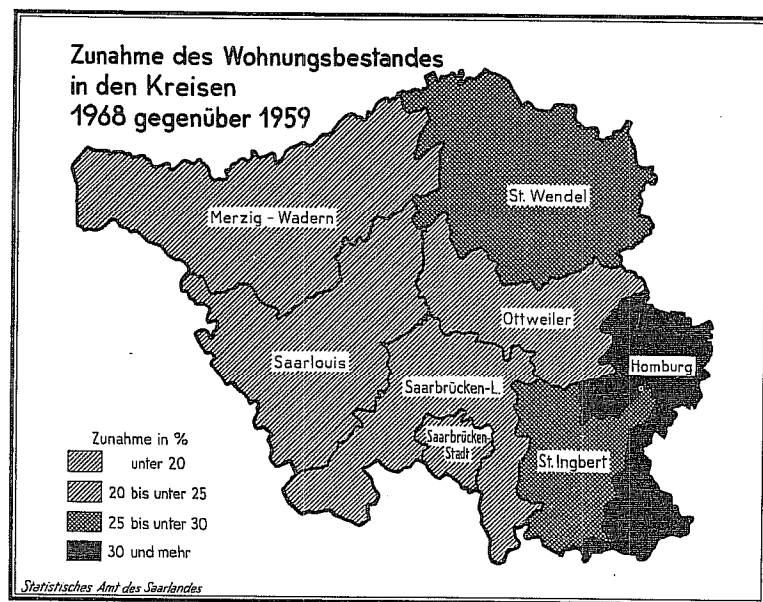 Zunahme des Wohnungsbestandes
in den Kreisen
1968 gegenüber 1959
St. Wendel
Merzig - Wadern
Ottweiler
Saarlouis
Homburg
Saarbrücken-L.
Saarbrücken-
Stadt
St. Ingbert
Zunahme in %
unter 20
20 bis unter 25
25 bis unter 30
30 und mehr
Statistisches Amt des Saarlandes